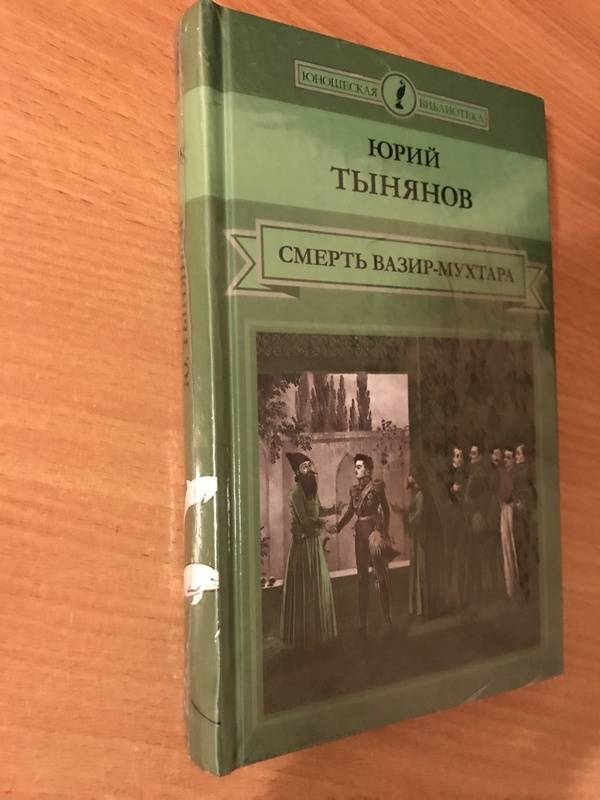 ЮНОШЕСКАЯ БИБЛИОТЕКА
ЮРИЙ
ТЫНЯНОВ
СМЕРТЬ ВАЗИР-МУХТАРА